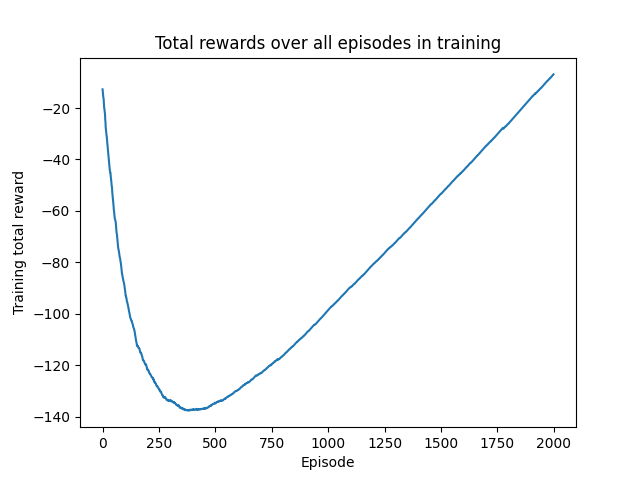 Total rewards over all episodes in training
Training total reward
−20
−40
−60
−80
−100
−120
−140
0 250 500 750 1000 1250 1500 1750 2000
Episode